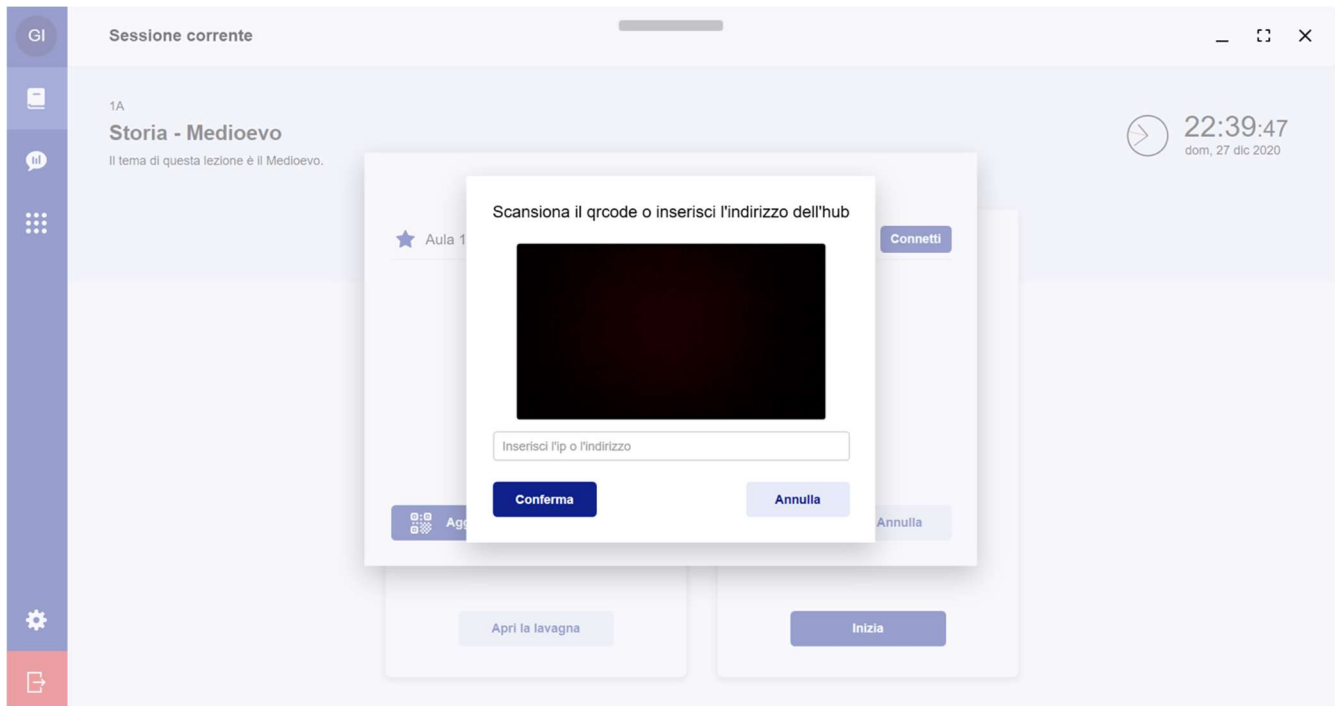 GI
Sessione corrente
1A
Storia - Medioevo
Il tema di questa lezione è il Medioevo.
22:39:47
dom, 27 dic 2020
Scansiona il qrcode o inserisci l'indirizzo dell'hub
Aula 1
Connetti
Inserisci l'ip o l'indirizzo
Conferma
Annulla
Agg
Annulla
Apri la lavagna
Inizia